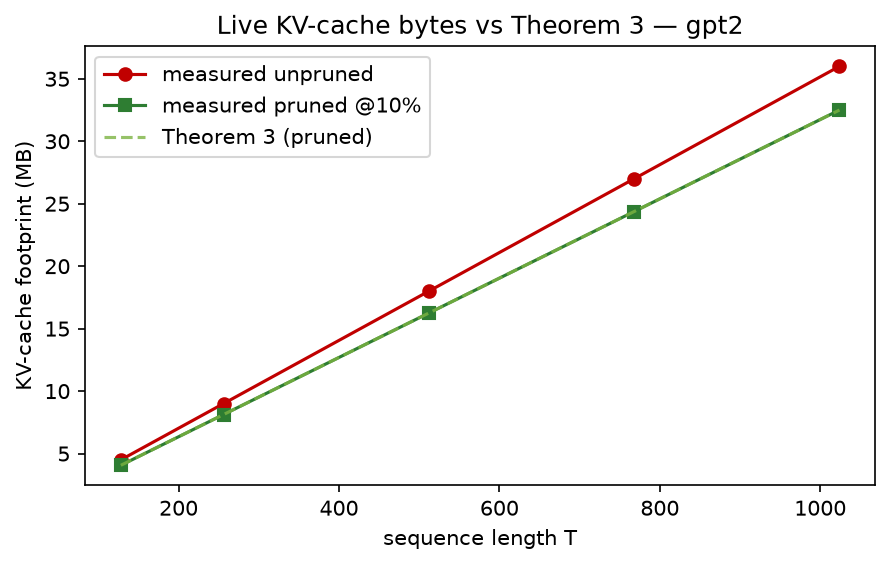 Live KV-cache bytes vs Theorem 3 — gpt2
measured unpruned
measured pruned @10%
Theorem 3 (pruned)
KV-cache footprint (MB)
35
30
25
20
15
10
5
200 400 600 800 1000
sequence length T